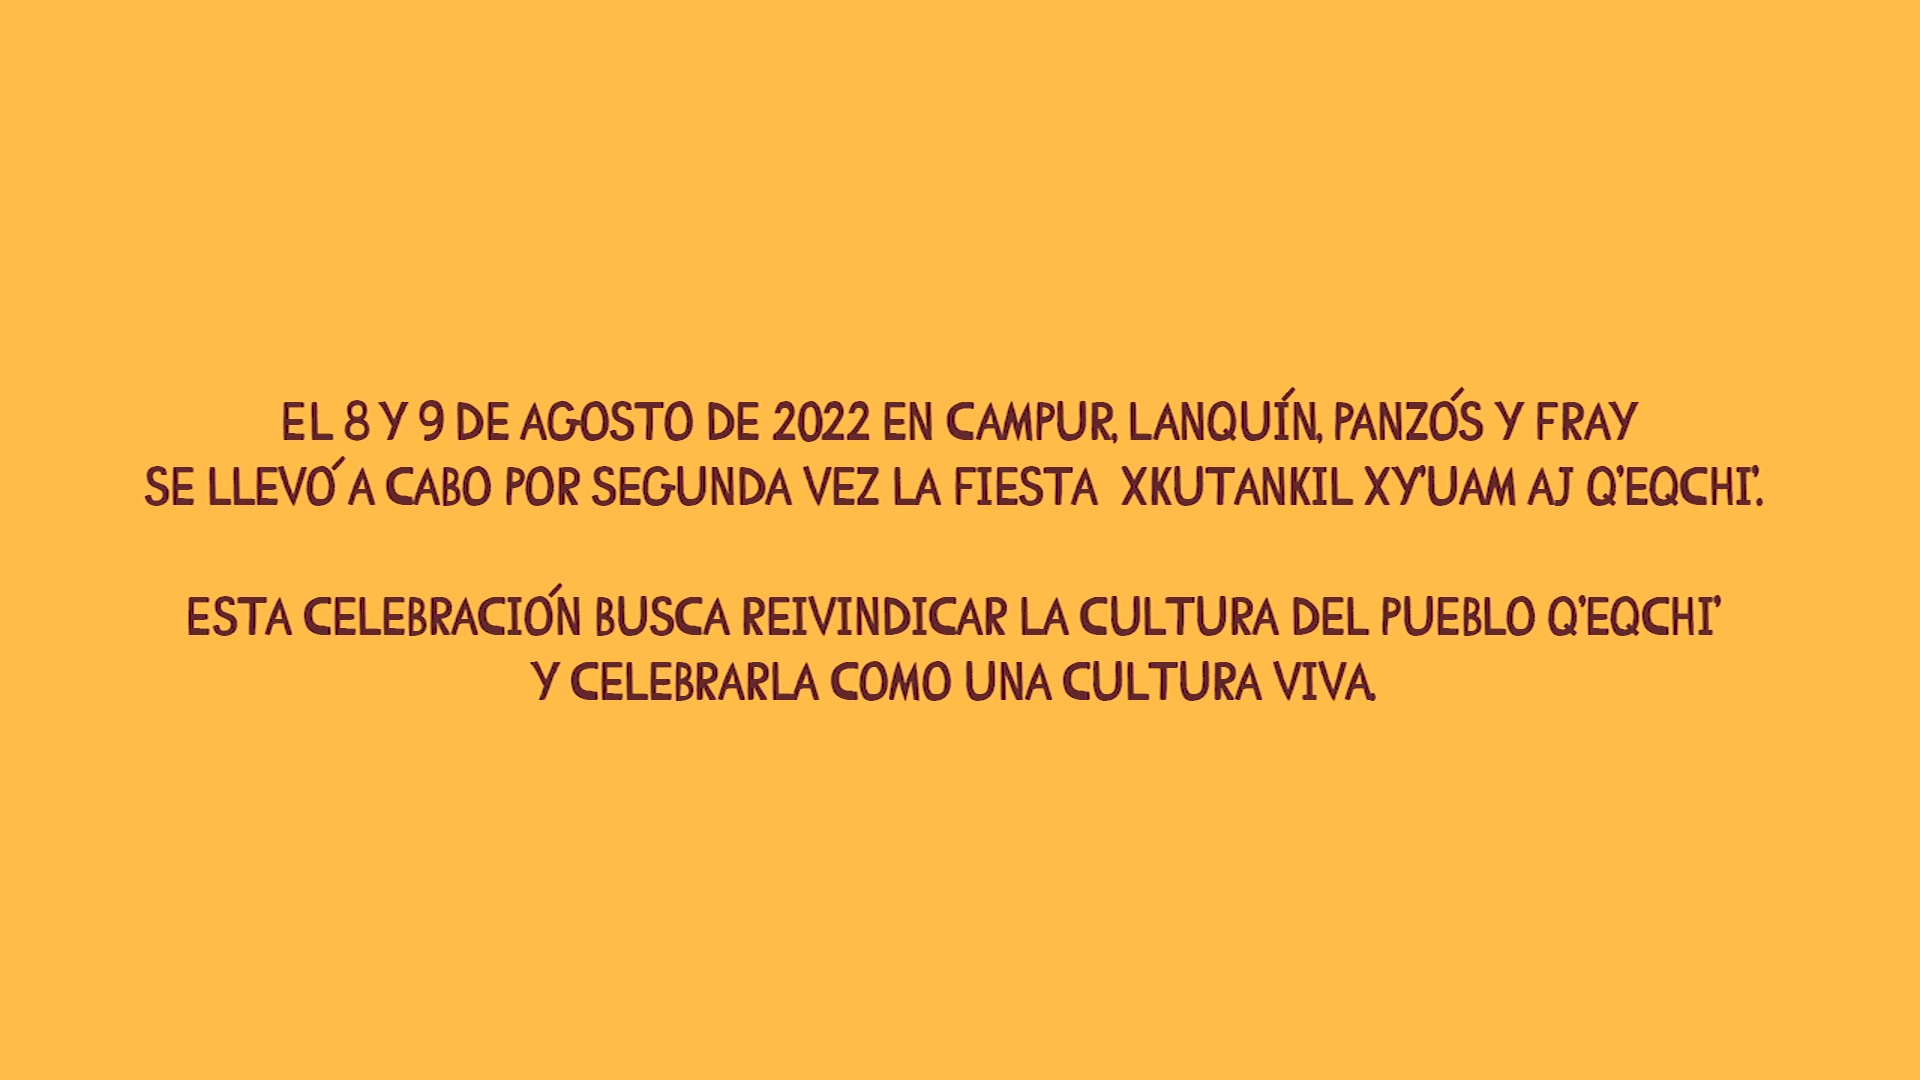 EL 8 Y 9 DE AGOSTO DE 2022 EN CAMPUR, LANQUÍN, PANZÓS Y FRAY
SE LLEVÓ A CABO POR SEGUNDA VEZ LA FIESTA XKUTANKIL XY'UAM AJ Q'EQCHI'.
ESTA CELEBRACIÓN BUSCA REIVINDICAR LA CULTURA DEL PUEBLO Q'EQCHI'
Y CELEBRARLA COMO UNA CULTURA VIVA.